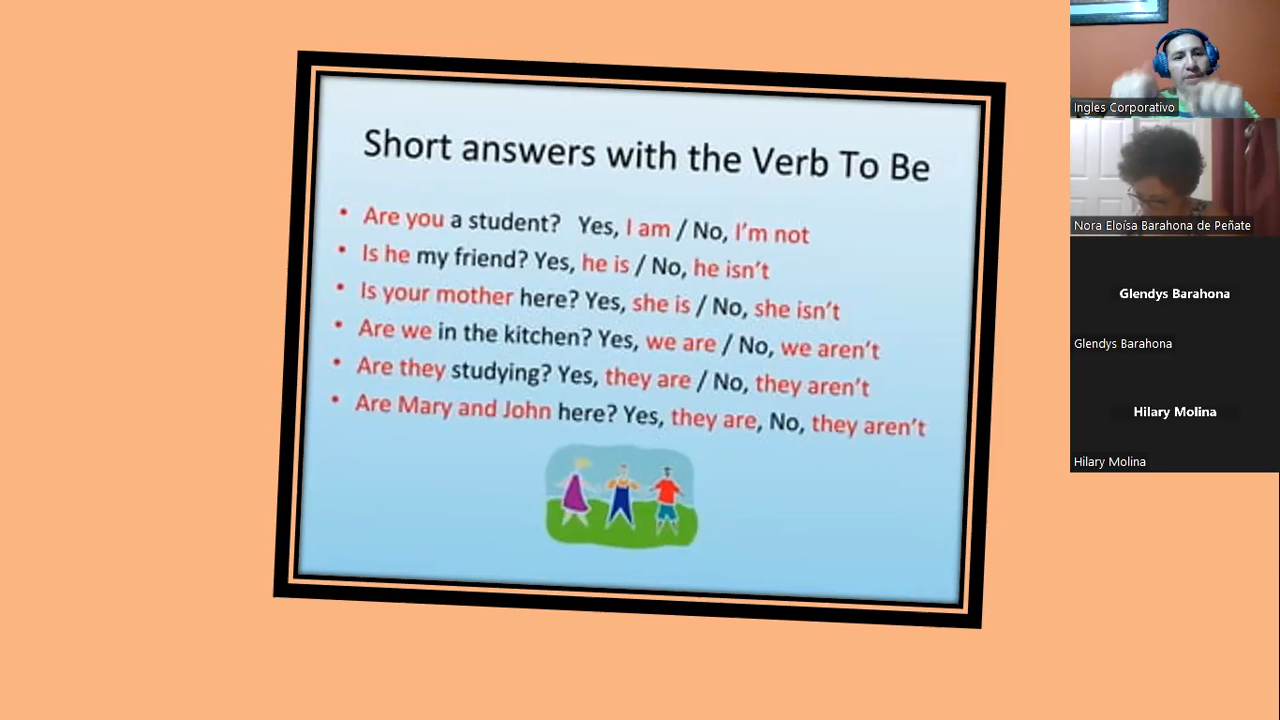 Short answers with the Verb To Be
• Are you a student? Yes, I am / No, I'm not
• Is he my friend? Yes, he is / No, he isn't
• Is your mother here? Yes, she is / No, she isn't
• Are we in the kitchen? Yes, we are / No, we aren't
• Are they studying? Yes, they are / No, they aren't
• Are Mary and John here? Yes, they are, No, they aren't
Ingles Corporativo
Nora Eloísa Barahona de Peñate
Glendys Barahona
Glendys Barahona
Hilary Molina
Hilary Molina